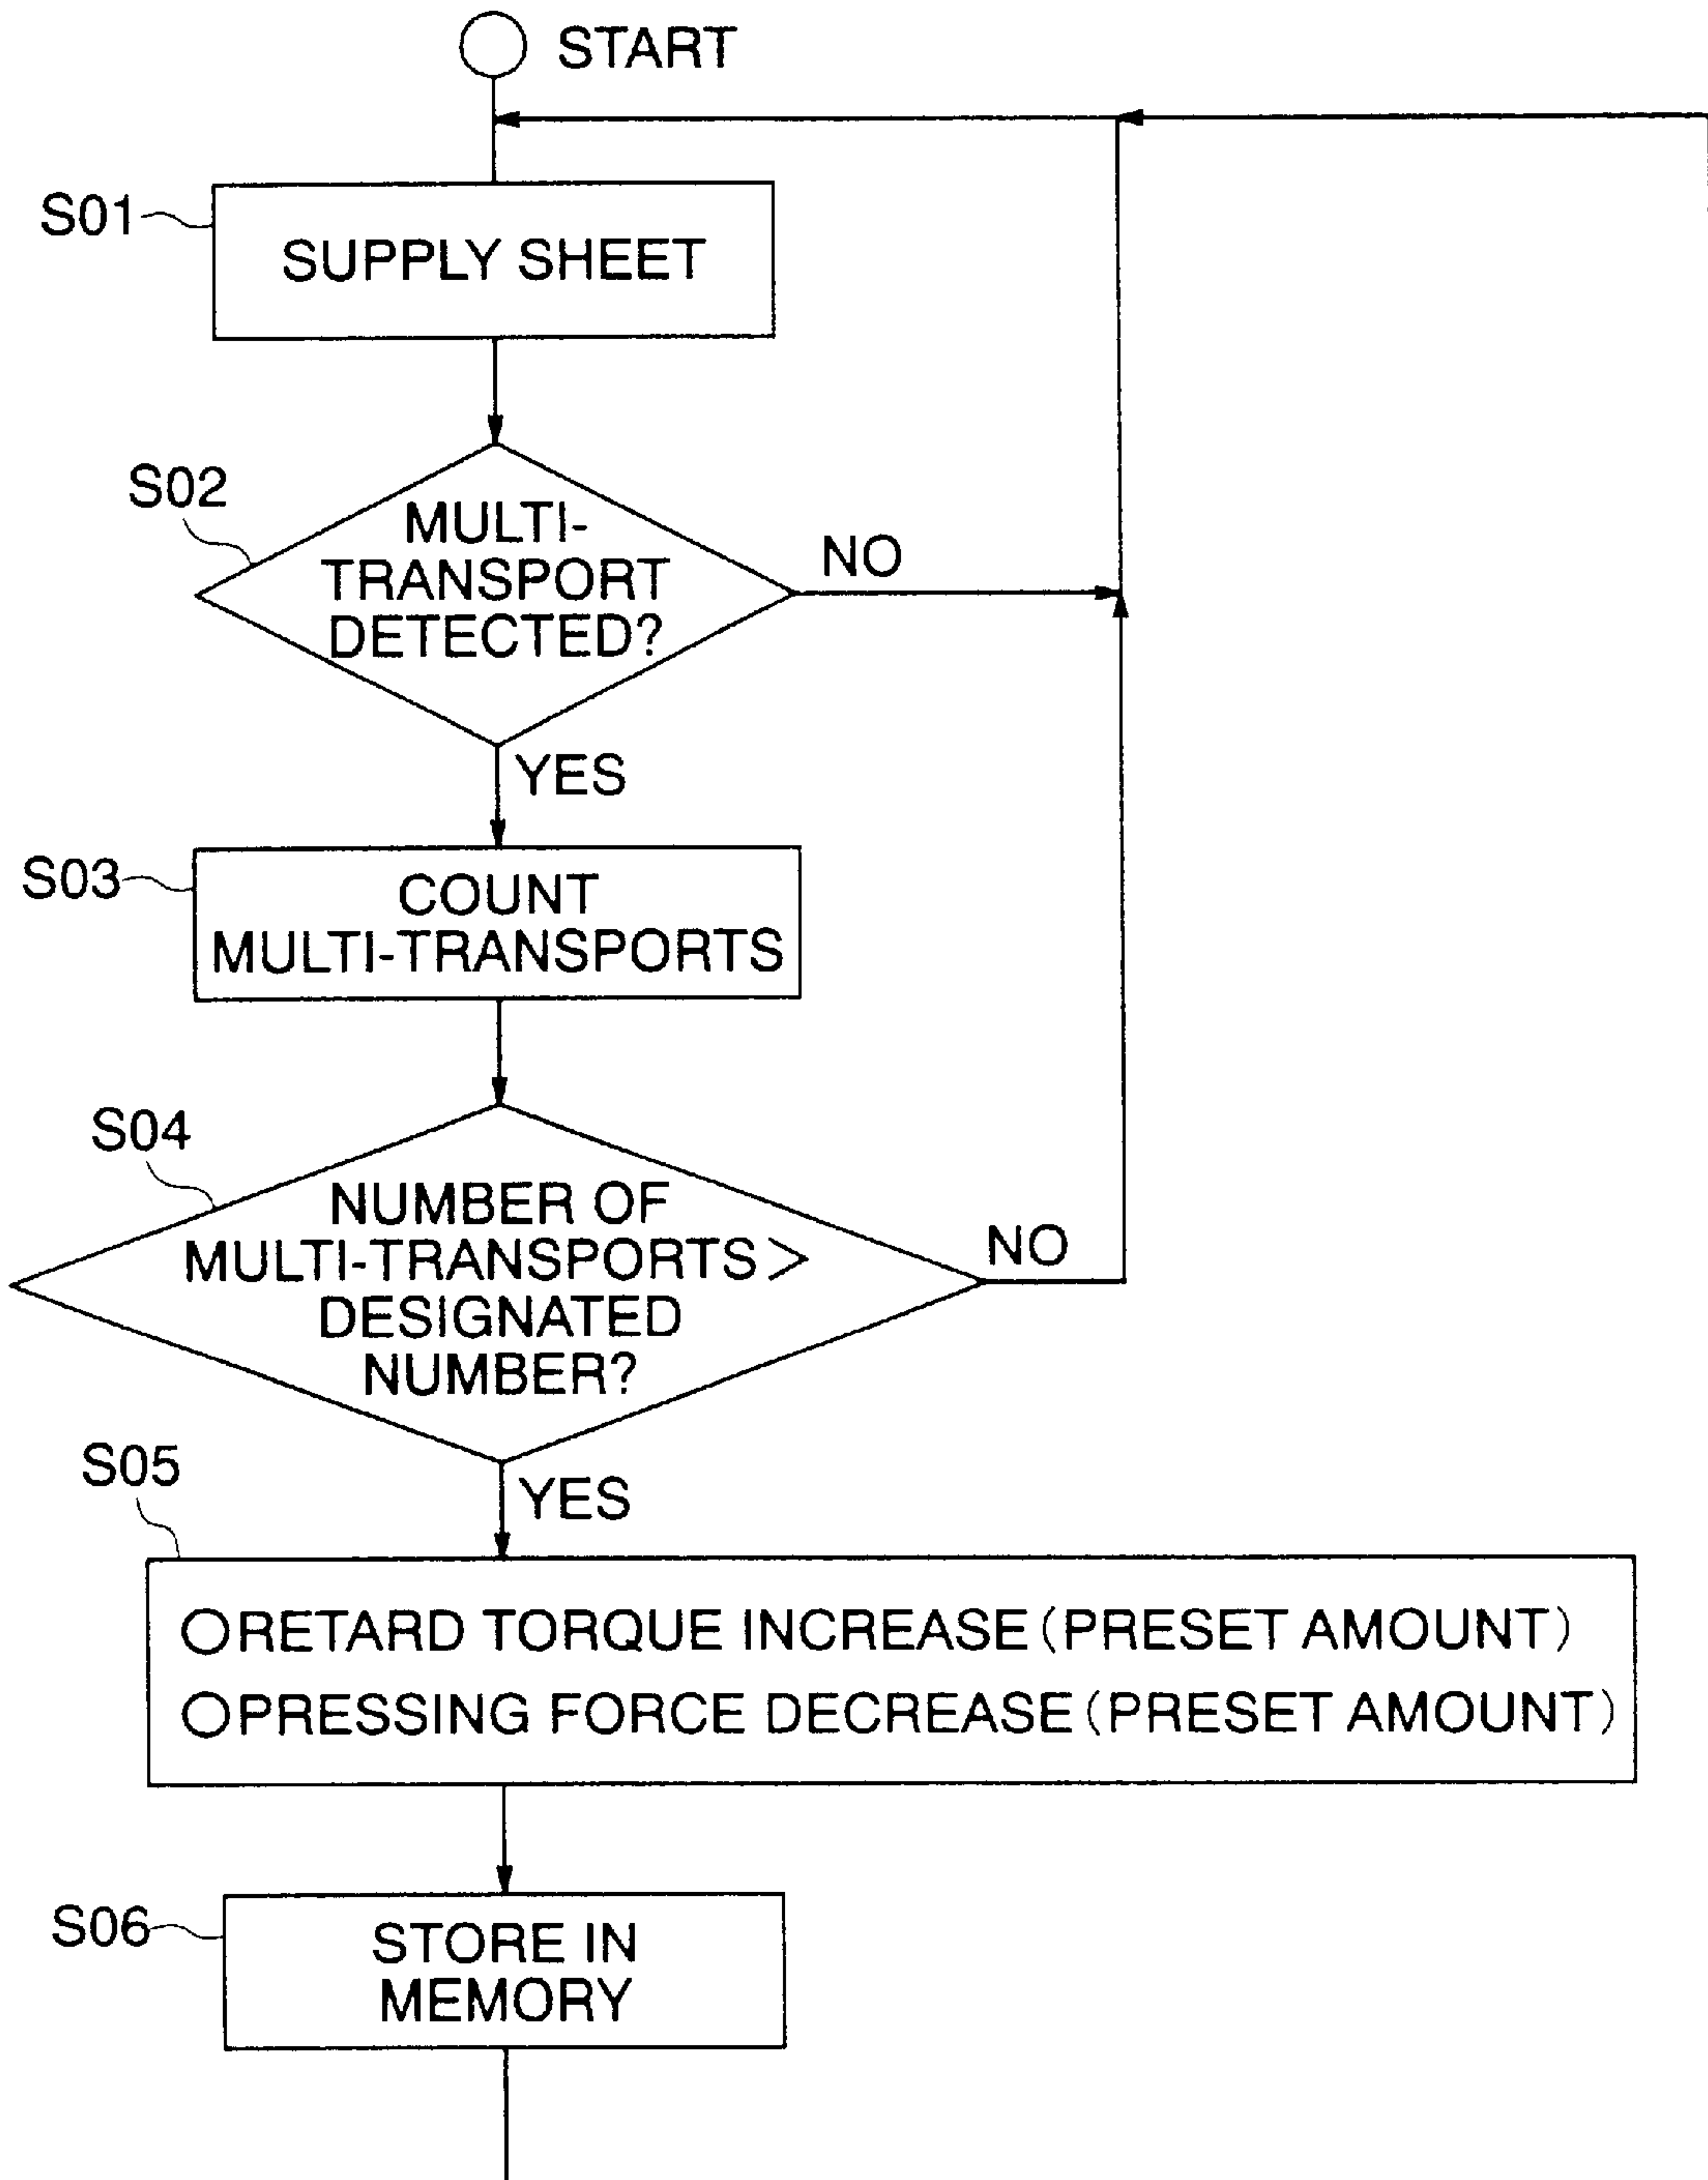 START
S01
SUPPLY SHEET
S02
MULTI-
TRANSPORT
DETECTED?
NO
YES
S03
COUNT
MULTI-TRANSPORTS
S04
NUMBER OF
MULTI-TRANSPORTS >
DESIGNATED
NUMBER?
NO
YES
S05
○RETARD TORQUE INCREASE (PRESET AMOUNT)
○PRESSING FORCE DECREASE (PRESET AMOUNT)
S06
STORE IN
MEMORY